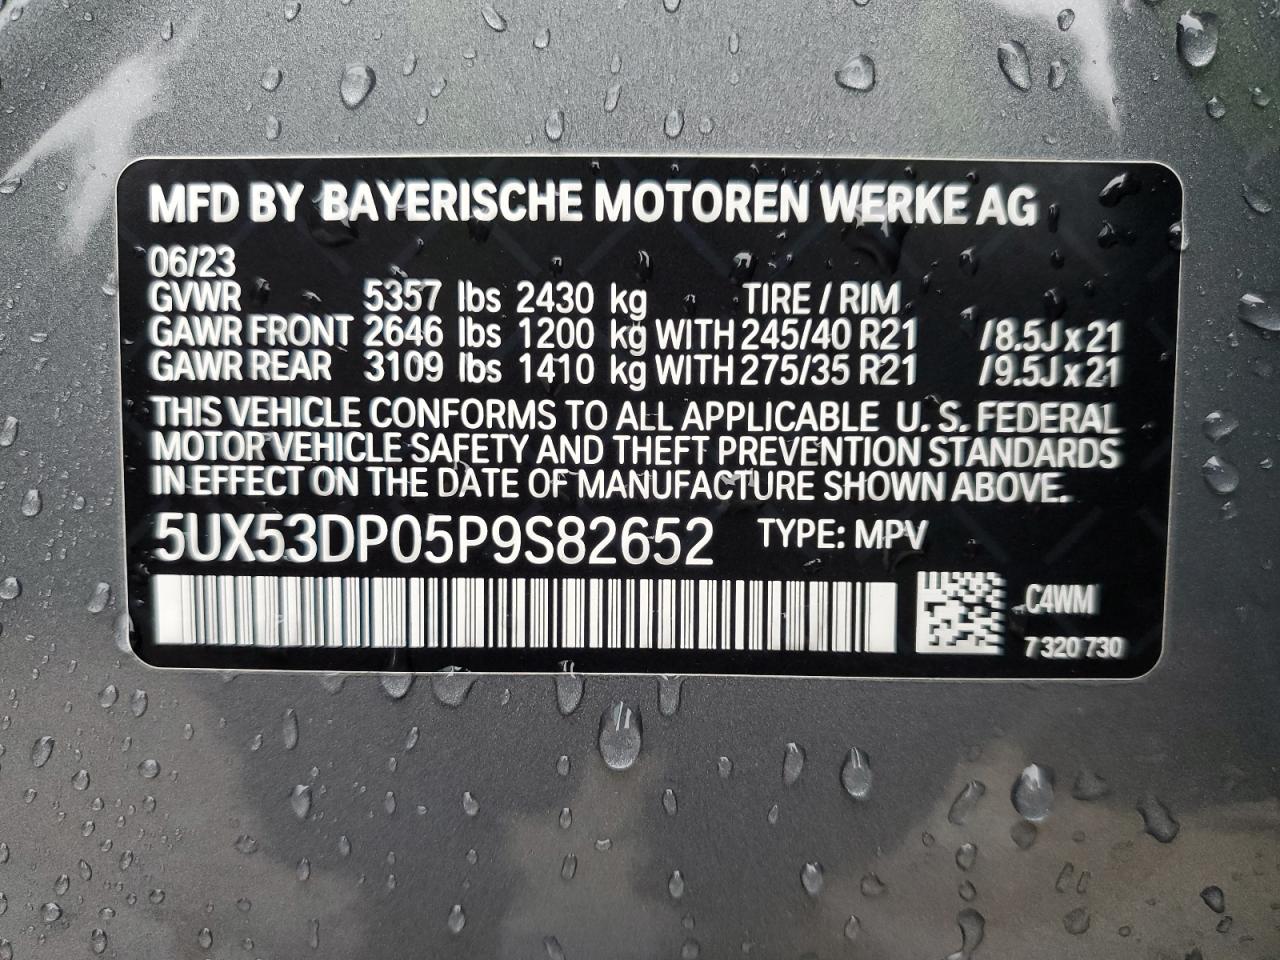 MFD BY BAYERISCHE MOTOREN WERKE AG
06/23
GVWR 5357 lbs 2430 kg TIRE / RIM
GAWR FRONT 2646 lbs 1200 kg WITH 245/40 R21 /8.5J x 21
GAWR REAR 3109 lbs 1410 kg WITH 275/35 R21 /9.5J x 21
THIS VEHICLE CONFORMS TO ALL APPLICABLE U. S. FEDERAL
MOTOR VEHICLE SAFETY AND THEFT PREVENTION STANDARDS
IN EFFECT ON THE DATE OF MANUFACTURE SHOWN ABOVE.
5UX53DP05P9S82652 TYPE: MPV
C4WM
7 320 730